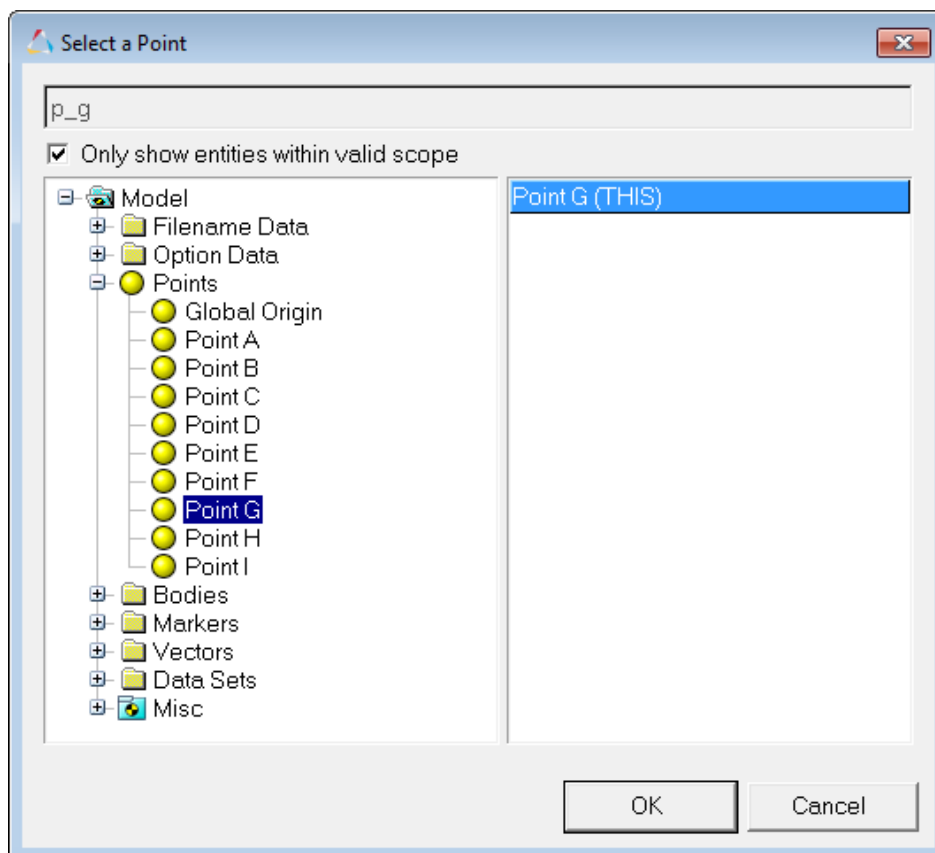 Select a Point
p_g
Only show entities within valid scope
Model
Filename Data
Option Data
Points
Global Origin
Point A
Point B
Point C
Point D
Point E
Point F
Point G
Point H
Point I
Bodies
Markers
Vectors
Data Sets
Misc
Point G (THIS)
OK
Cancel